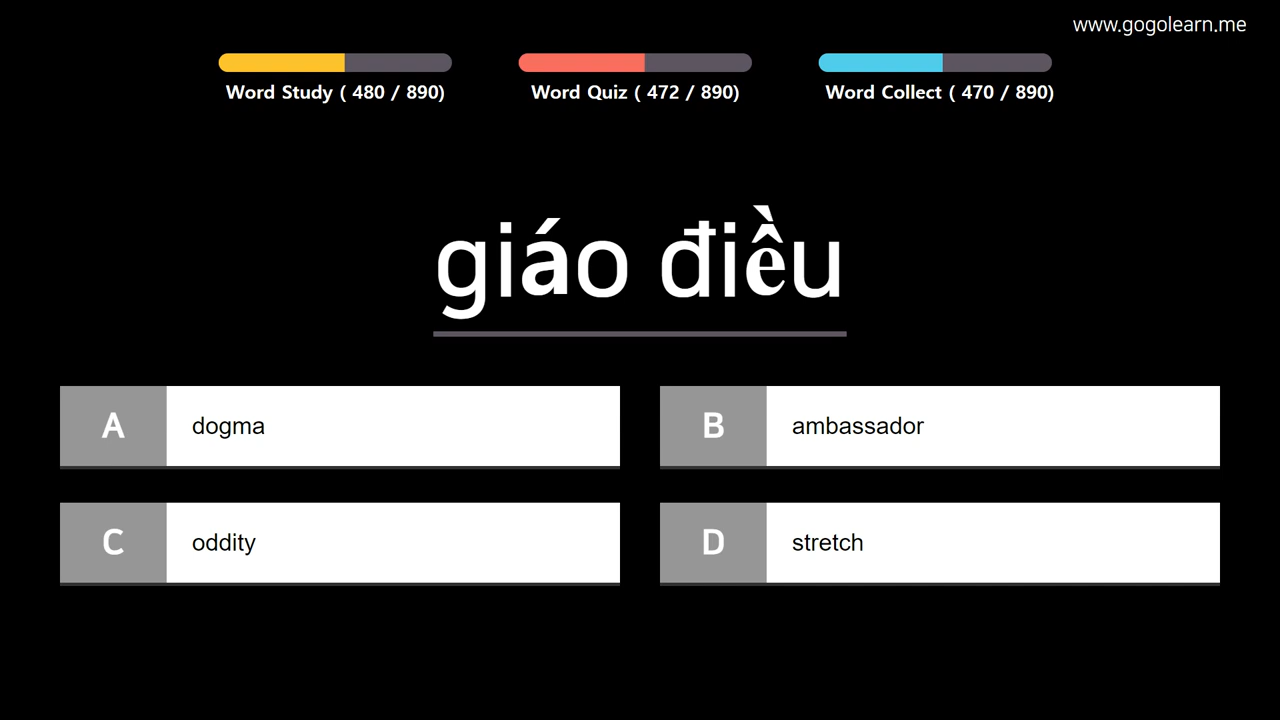 www.gogolearn.me
Word Study ( 480 / 890)
Word Quiz ( 472 / 890)
Word Collect ( 470 / 890)
giáo điều
A dogma
B ambassador
C oddity
D stretch